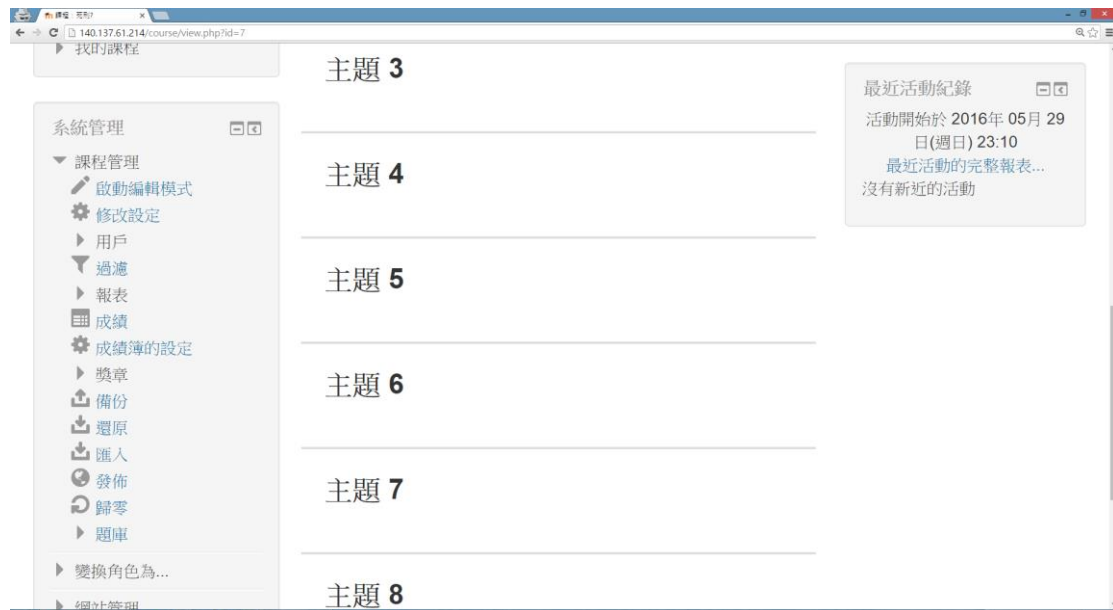 課程: 死刑?
140.137.61.214/course/view.php?id=7
我的課程
系統管理
課程管理
啟動編輯模式
修改設定
用戶
過濾
報表
成績
成績簿的設定
獎章
備份
還原
匯入
發佈
歸零
題庫
變換角色為...
網站管理
主題 3
主題 4
主題 5
主題 6
主題 7
主題 8
最近活動紀錄
活動開始於 2016年 05月 29
日(週日) 23:10
最近活動的完整報表...
沒有新近的活動